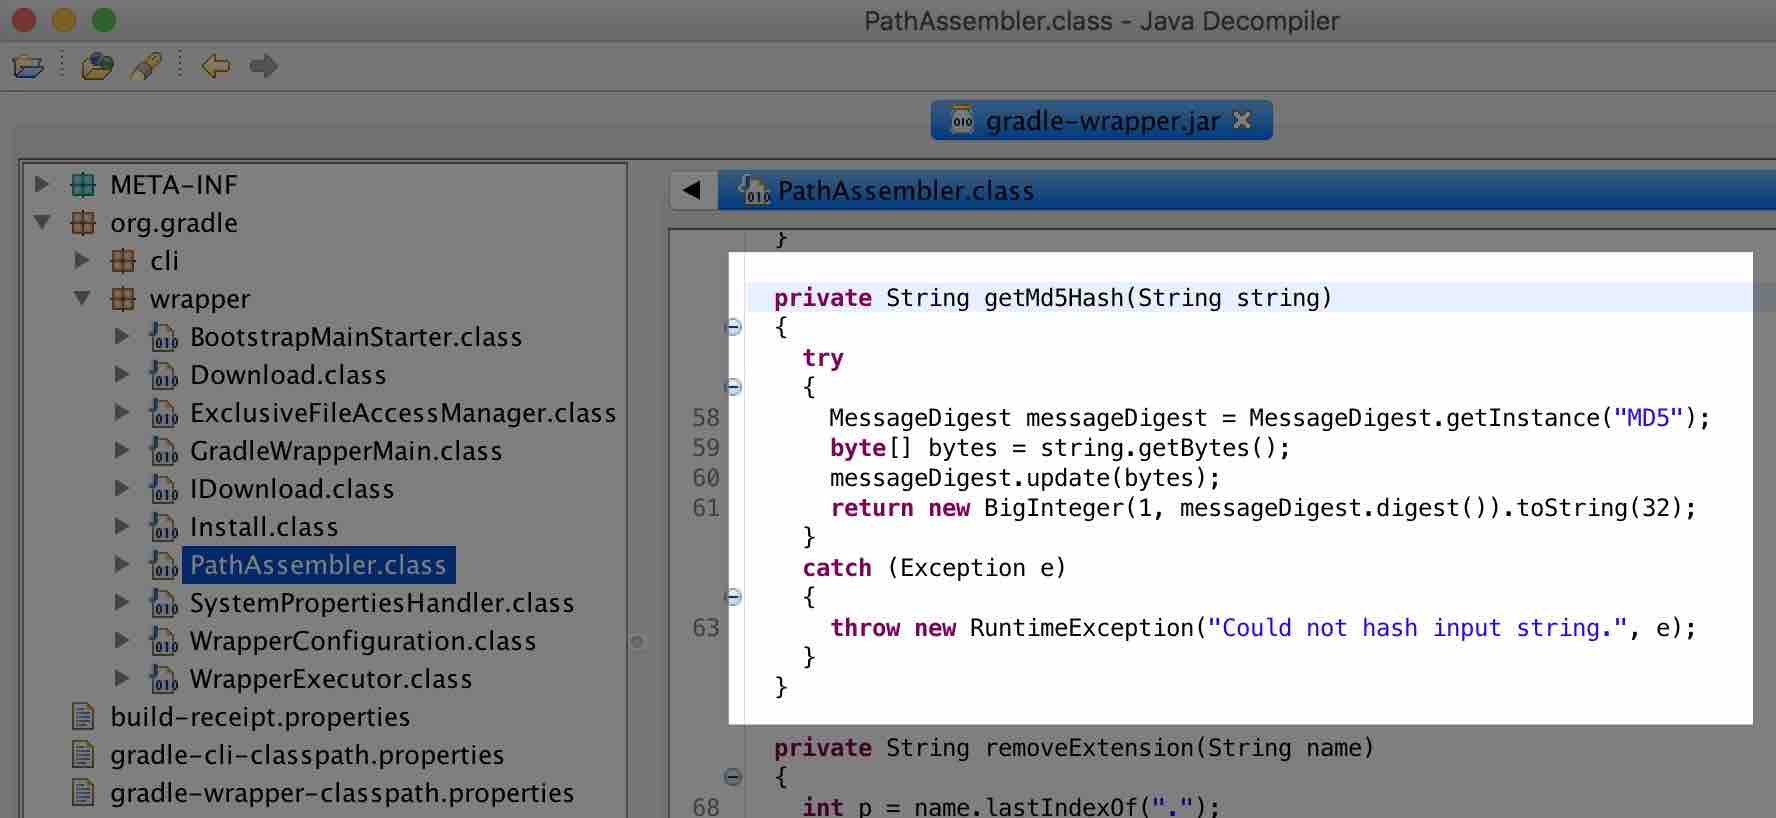 PathAssembler.class - Java Decompiler
gradle-wrapper.jar
META-INF
org.gradle
cli
wrapper
BootstrapMainStarter.class
Download.class
ExclusiveFileAccessManager.class
GradleWrapperMain.class
IDownload.class
Install.class
PathAssembler.class
SystemPropertiesHandler.class
WrapperConfiguration.class
WrapperExecutor.class
build-receipt.properties
gradle-cli-classpath.properties
gradle-wrapper-classpath.properties
PathAssembler.class
}
private String getMd5Hash(String string)
{
try
{
58 MessageDigest messageDigest = MessageDigest.getInstance("MD5");
59 byte[] bytes = string.getBytes();
60 messageDigest.update(bytes);
61 return new BigInteger(1, messageDigest.digest()).toString(32);
}
catch (Exception e)
{
63 throw new RuntimeException("Could not hash input string.", e);
}
}
private String removeExtension(String name)
{
68 int p = name.lastIndexOf(".");